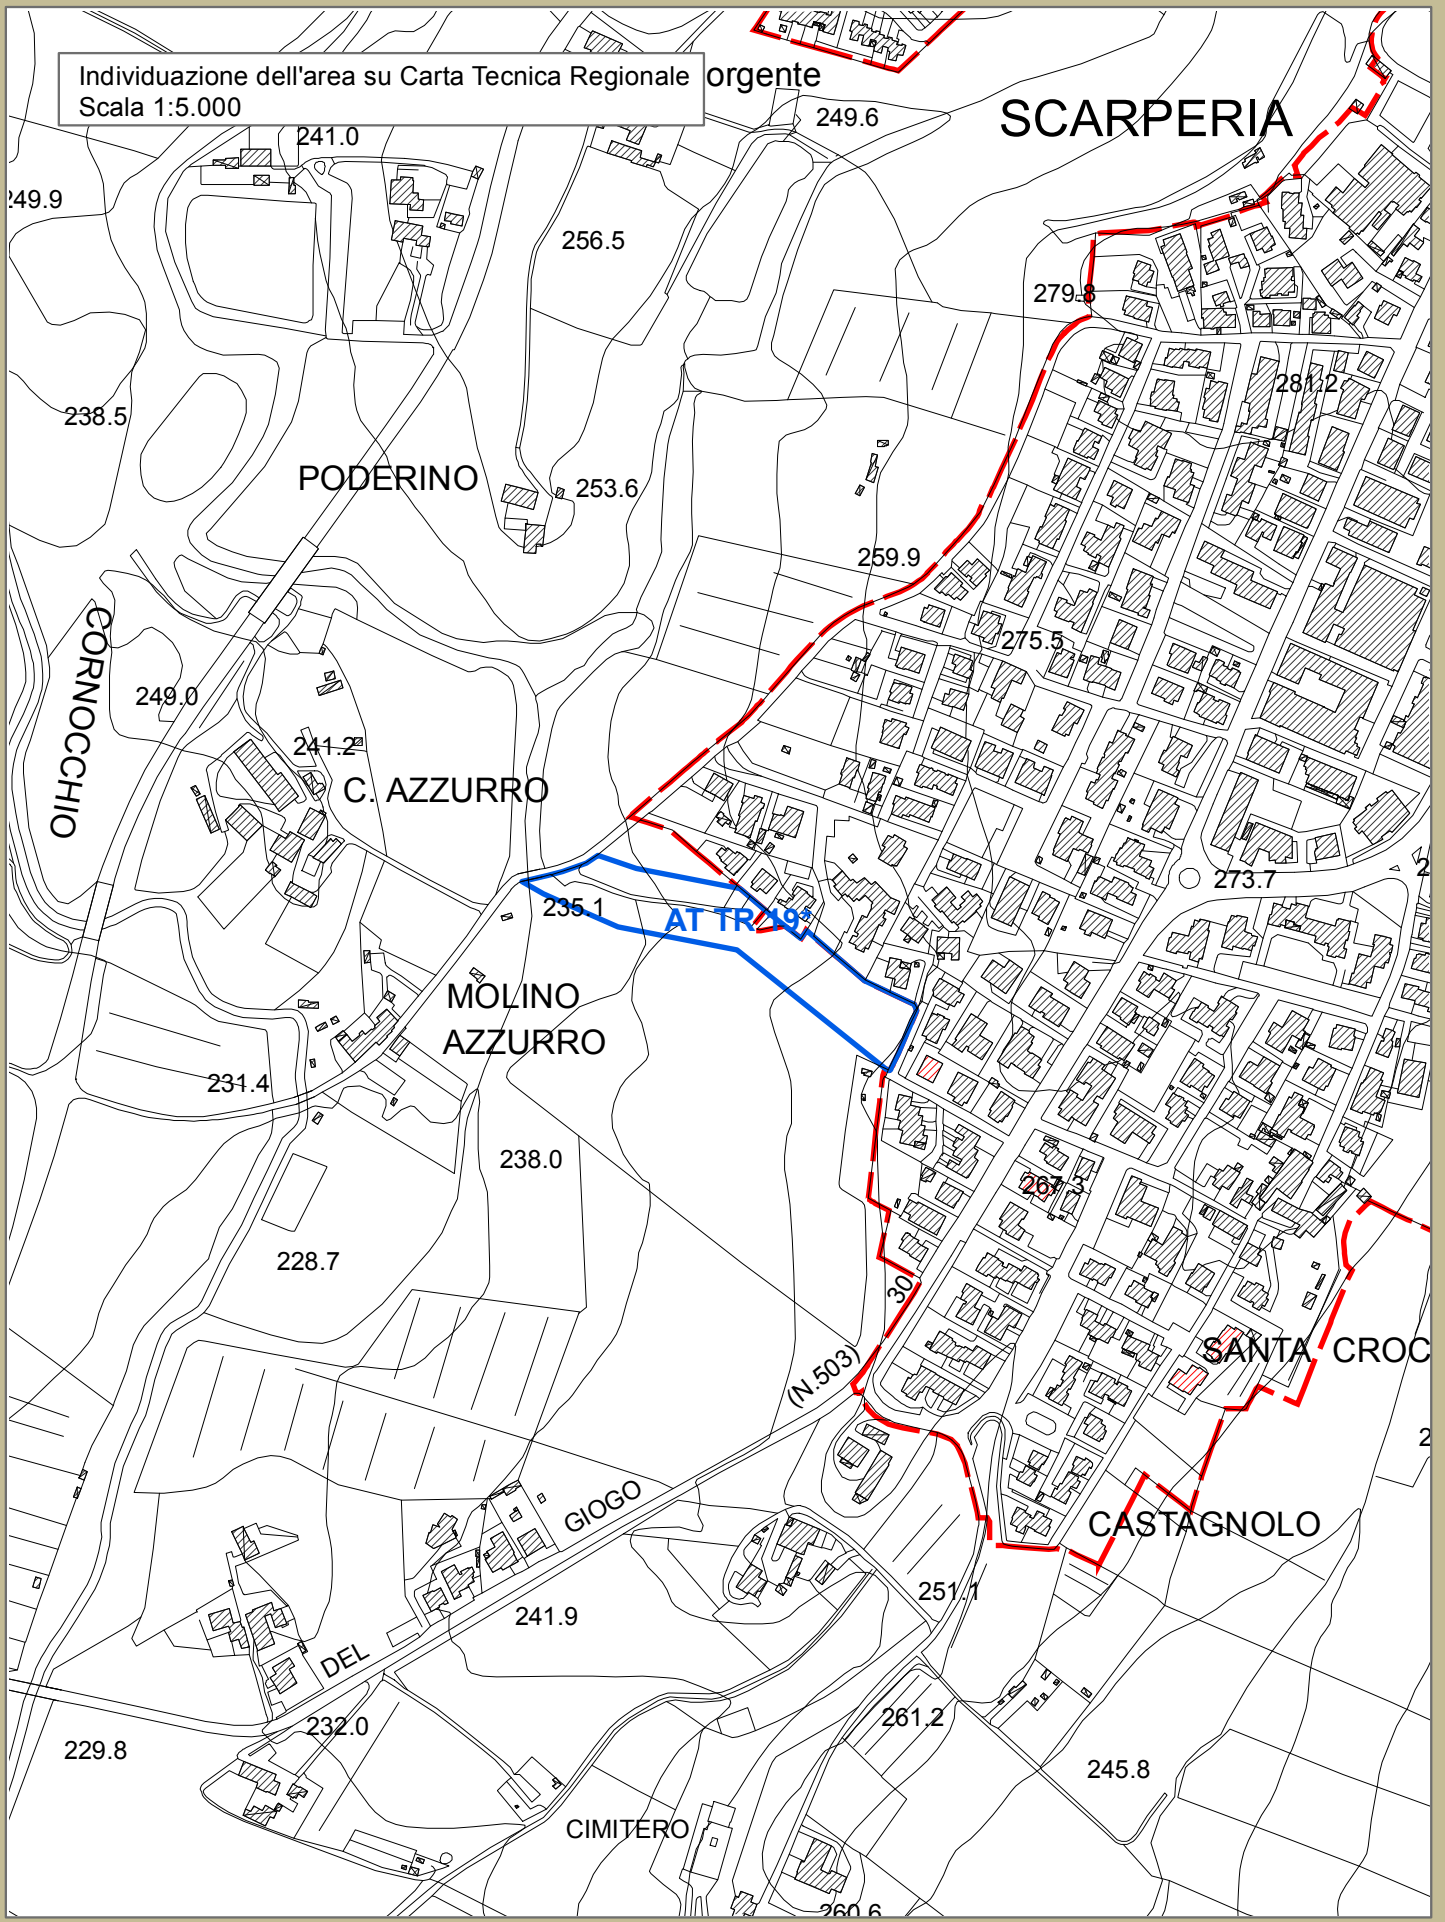 Individuazione dell'area su Carta Tecnica Regionale
Scala 1:5.000
orgente
SCARPERIA
249.6
241.0
249.9
256.5
279.8
281.2
238.5
PODERINO
253.6
259.9
275.5
CORNOCCHIO
249.0
241.2
C. AZZURRO
273.7
235.1
AT TR 19*
MOLINO
AZZURRO
231.4
238.0
267.3
228.7
30
(N.503)
SANTA CROC
GIOGO
CASTAGNOLO
251.1
241.9
DEL
232.0
261.2
229.8
245.8
CIMITERO
260.6